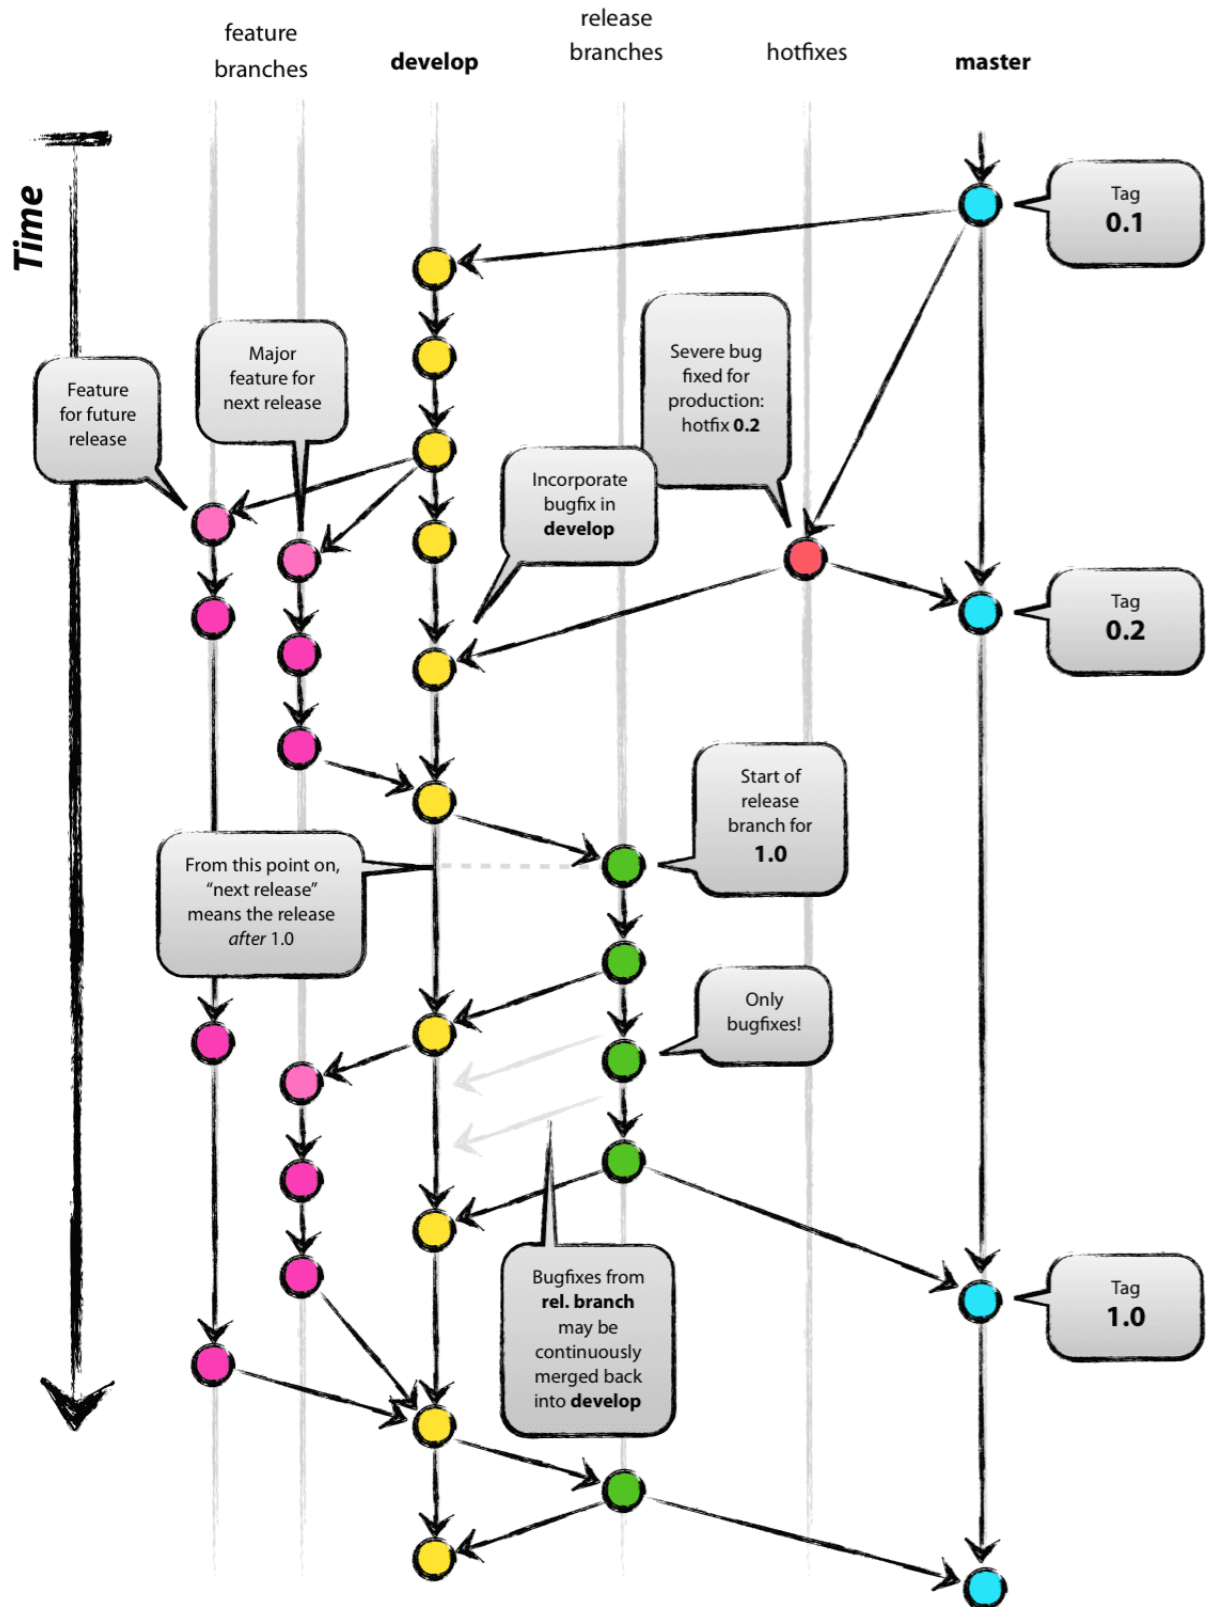 feature
branches
develop
release
branches
hotfixes
master
Time
Tag
0.1
Major
feature for
next release
Feature
for future
release
Severe bug
fixed for
production:
hotfix 0.2
Incorporate
bugfix in
develop
Tag
0.2
Start of
release
branch for
1.0
From this point on,
“next release”
means the release
after 1.0
Only
bugfixes!
Bugfixes from
rel. branch
may be
continuously
merged back
into develop
Tag
1.0